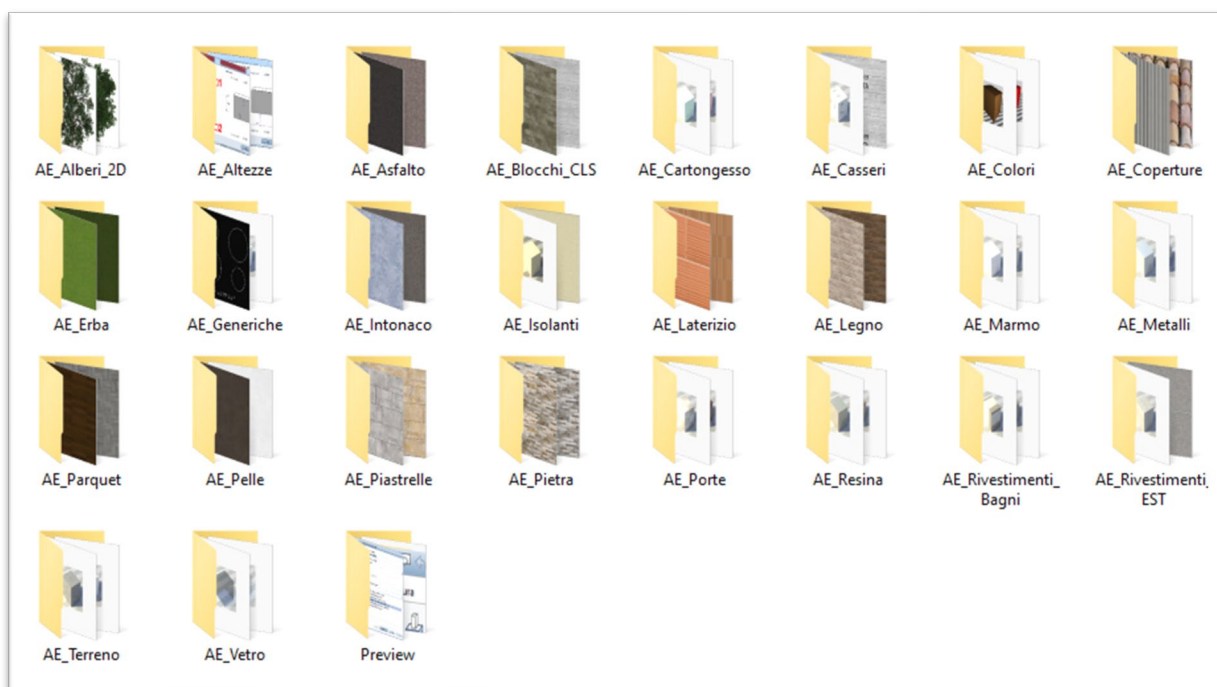 AE_Alberi_2D
AE_Altezze
AE_Asfalto
AE_Blocchi_CLS
AE_Cartongesso
AE_Casseri
AE_Colori
AE_Coperture
AE_Erba
AE_Generiche
AE_Intonaco
AE_Isolanti
AE_Laterizio
AE_Legno
AE_Marmo
AE_Metalli
AE_Parquet
AE_Pelle
AE_Piastrelle
AE_Pietra
AE_Porte
AE_Resina
AE_Rivestimenti_
Bagni
AE_Rivestimenti_
EST
AE_Terreno
AE_Vetro
Preview